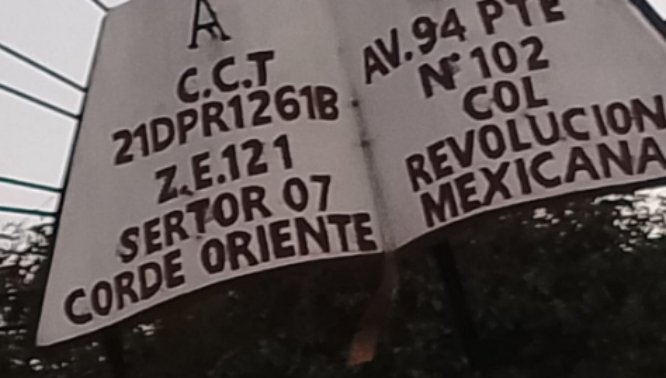 A
C.C.T
21DPR1261B
Z.E.121
SERTOR 07
CORDE ORIENTE
AV.94 PTE
Nº102
COL
REVOLUCION
MEXICANA